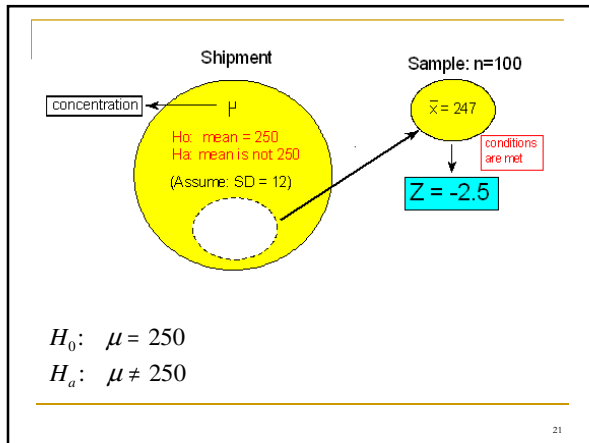 Shipment
Sample: n=100
concentration
μ
x̄ = 247
Ho: mean = 250
Ha: mean is not 250
conditions
are met
(Assume: SD = 12)
Z = -2.5
H₀: μ = 250
Hₐ: μ ≠ 250
21